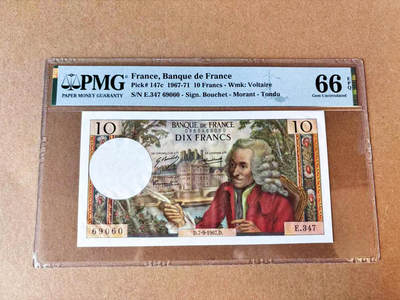 PMG
PAPER MONEY GUARANTY
France, Banque de France
Pick# 147c 1967-71 10 Francs - Wmk: Voltaire
S/N E.347 69060 - Sign. Bouchet - Morant - Tondu
66 EPQ
Gem Uncirculated
10
BANQUE DE FRANCE
DIX FRANCS
10
69060
D.7-9-1967.D.
E.347